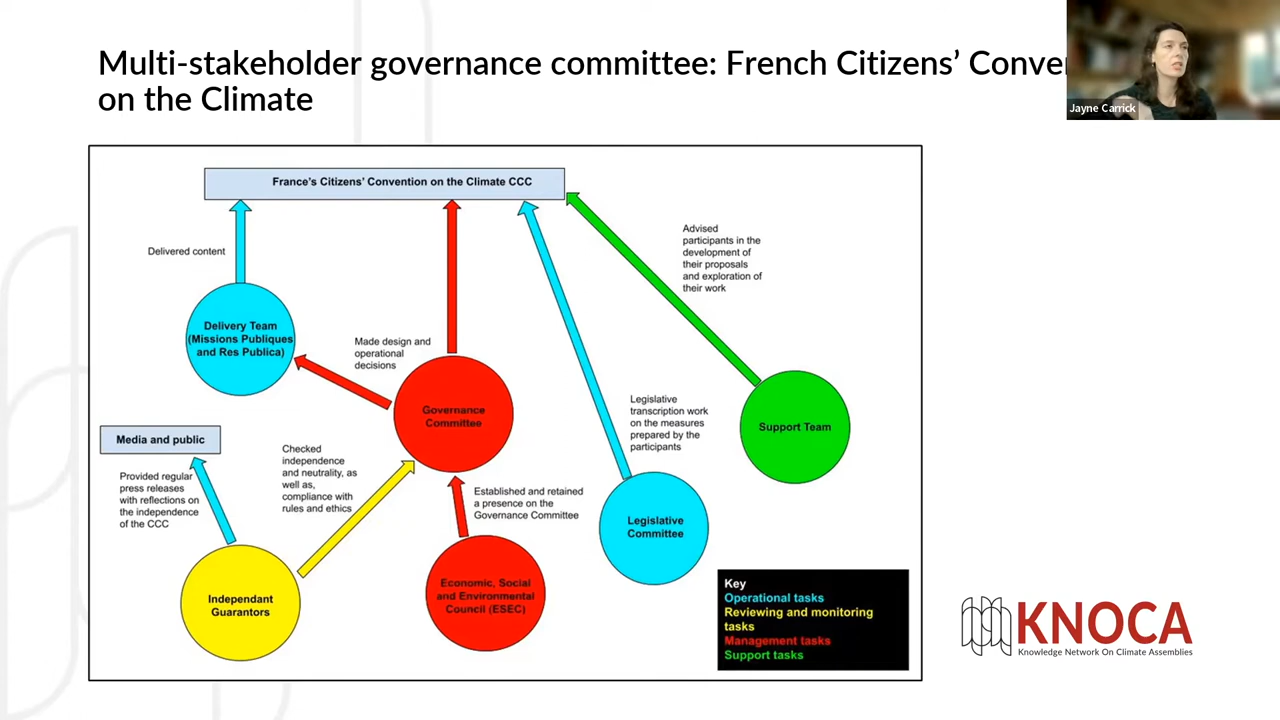 Multi-stakeholder governance committee: French Citizens’ Conve
on the Climate
Jayne Carrick
France's Citizens' Convention on the Climate CCC
Delivered content
Advised
participants in the
development of
their proposals
and exploration of
their work
Delivery Team
(Missions Publiques
and Res Publica)
Made design and
operational
decisions
Governance
Committee
Legislative
transcription work
on the measures
prepared by the
participants
Support Team
Media and public
Checked
independence
and neutrality, as
well as,
compliance with
rules and ethics
Provided regular
press releases
with reflections on
the independence
of the CCC
Established and retained
a presence on the
Governance Committee
Legislative
Committee
Independant
Guarantors
Economic, Social
and Environmental
Council (ESEC)
Key
Operational tasks
Reviewing and monitoring
tasks
Management tasks
Support tasks
KNOCA
Knowledge Network On Climate Assemblies